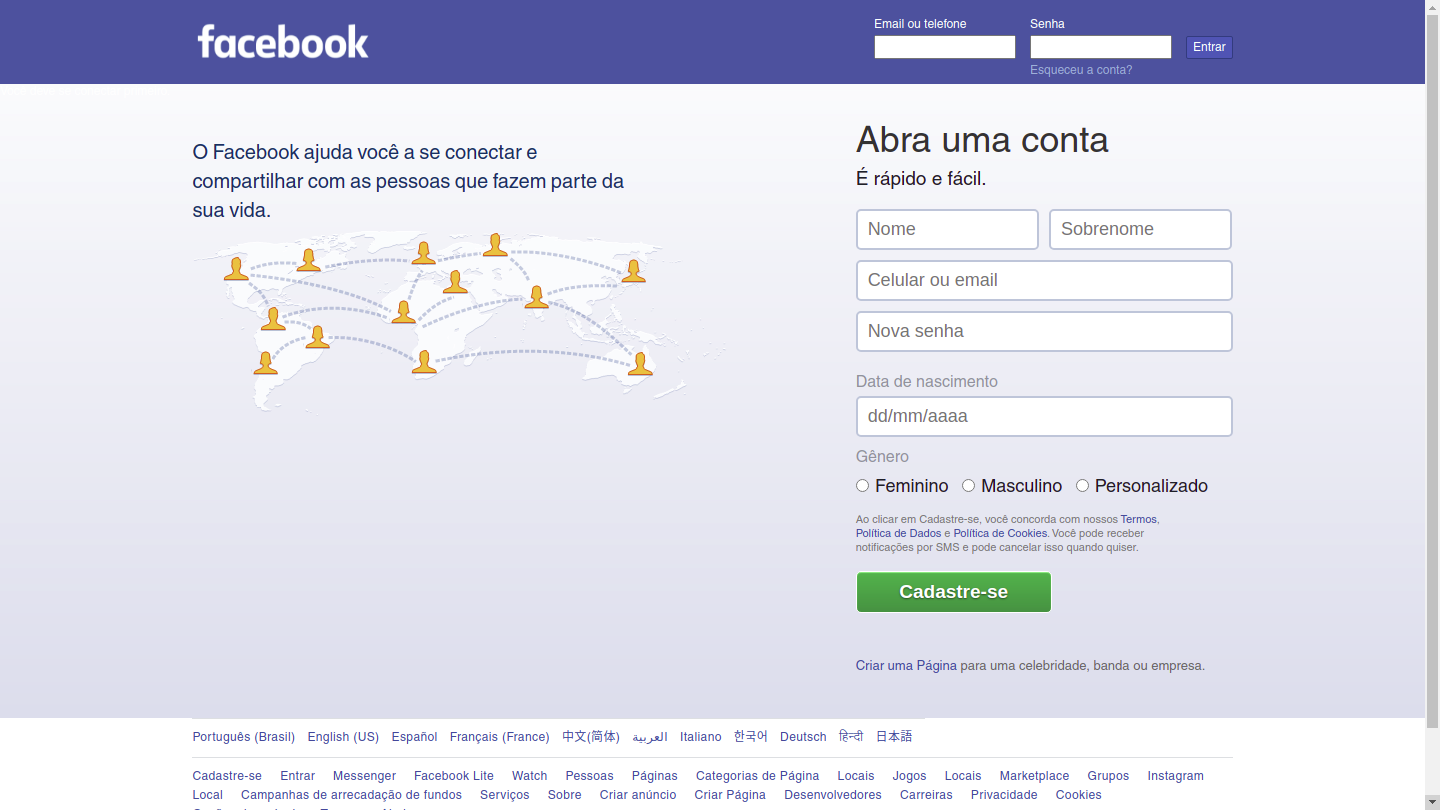 facebook
Email ou telefone
Senha
Entrar
Esqueceu a conta?
O Facebook ajuda você a se conectar e
compartilhar com as pessoas que fazem parte da
sua vida.
Abra uma conta
É rápido e fácil.
Nome
Sobrenome
Celular ou email
Nova senha
Data de nascimento
dd/mm/aaaa
Gênero
Feminino Masculino Personalizado
Ao clicar em Cadastre-se, você concorda com nossos Termos,
Política de Dados e Política de Cookies. Você pode receber
notificações por SMS e pode cancelar isso quando quiser.
Cadastre-se
Criar uma Página para uma celebridade, banda ou empresa.
Português (Brasil) English (US) Español Français (France) 中文(简体) العربية Italiano 한국어 Deutsch हिन्दी 日本語
Cadastre-se Entrar Messenger Facebook Lite Watch Pessoas Páginas Categorias de Página Locais Jogos Locais Marketplace Grupos Instagram
Local Campanhas de arrecadação de fundos Serviços Sobre Criar anúncio Criar Página Desenvolvedores Carreiras Privacidade Cookies